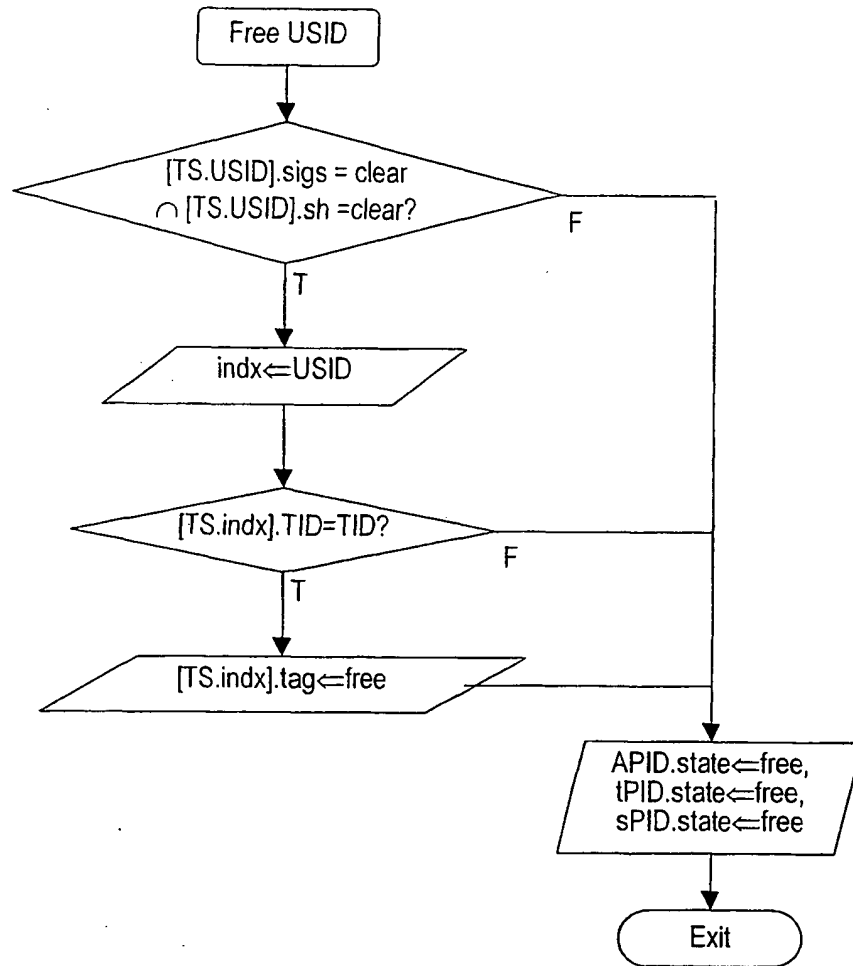 Free USID
[TS.USID].sigs = clear
∩ [TS.USID].sh =clear?
F
T
indx⇐USID
[TS.indx].TID=TID?
F
T
[TS.indx].tag⇐free
APID.state⇐free,
tPID.state⇐free,
sPID.state⇐free
Exit